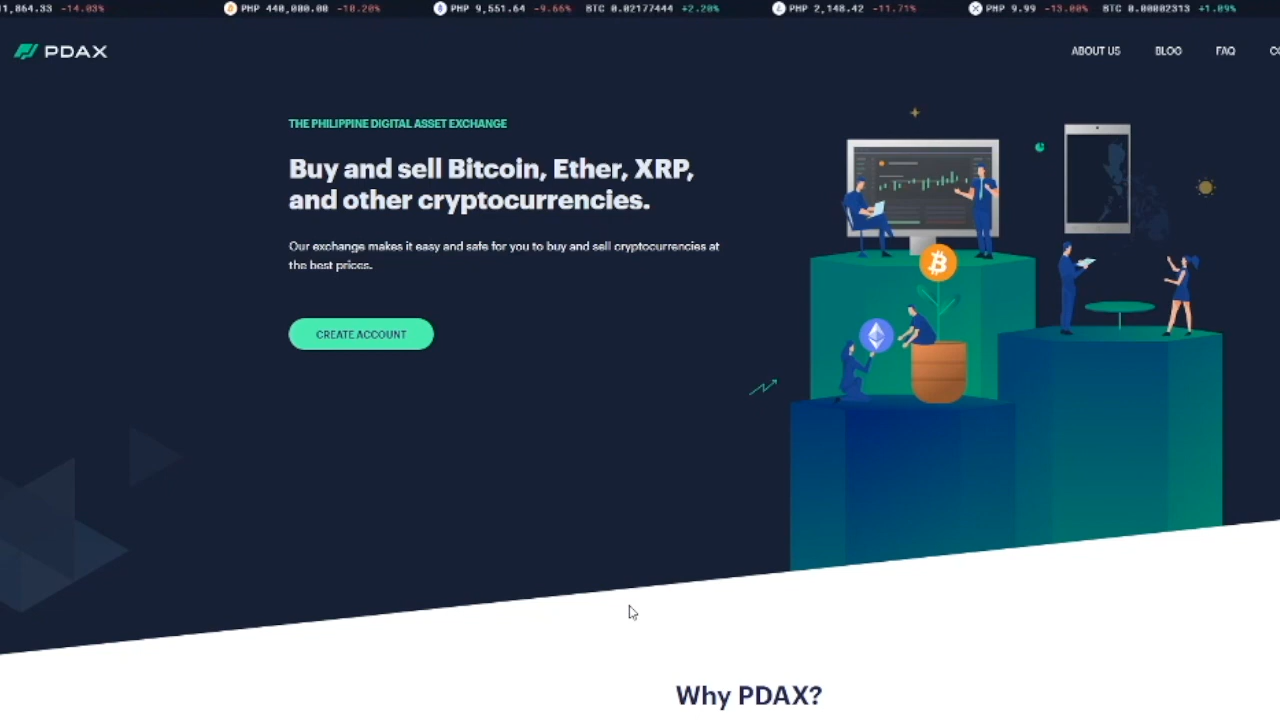 11,864.33 -14.03% PHP 440,000.00 -10.20% PHP 9,551.64 -9.66% BTC 0.02177444 +2.20% PHP 2,148.42 -11.71% PHP 9.99 -13.00% BTC 0.00002313 +1.09%
PDAX
ABOUT US BLOG FAQ
THE PHILIPPINE DIGITAL ASSET EXCHANGE
Buy and sell Bitcoin, Ether, XRP,
and other cryptocurrencies.
Our exchange makes it easy and safe for you to buy and sell cryptocurrencies at
the best prices.
CREATE ACCOUNT
Why PDAX?